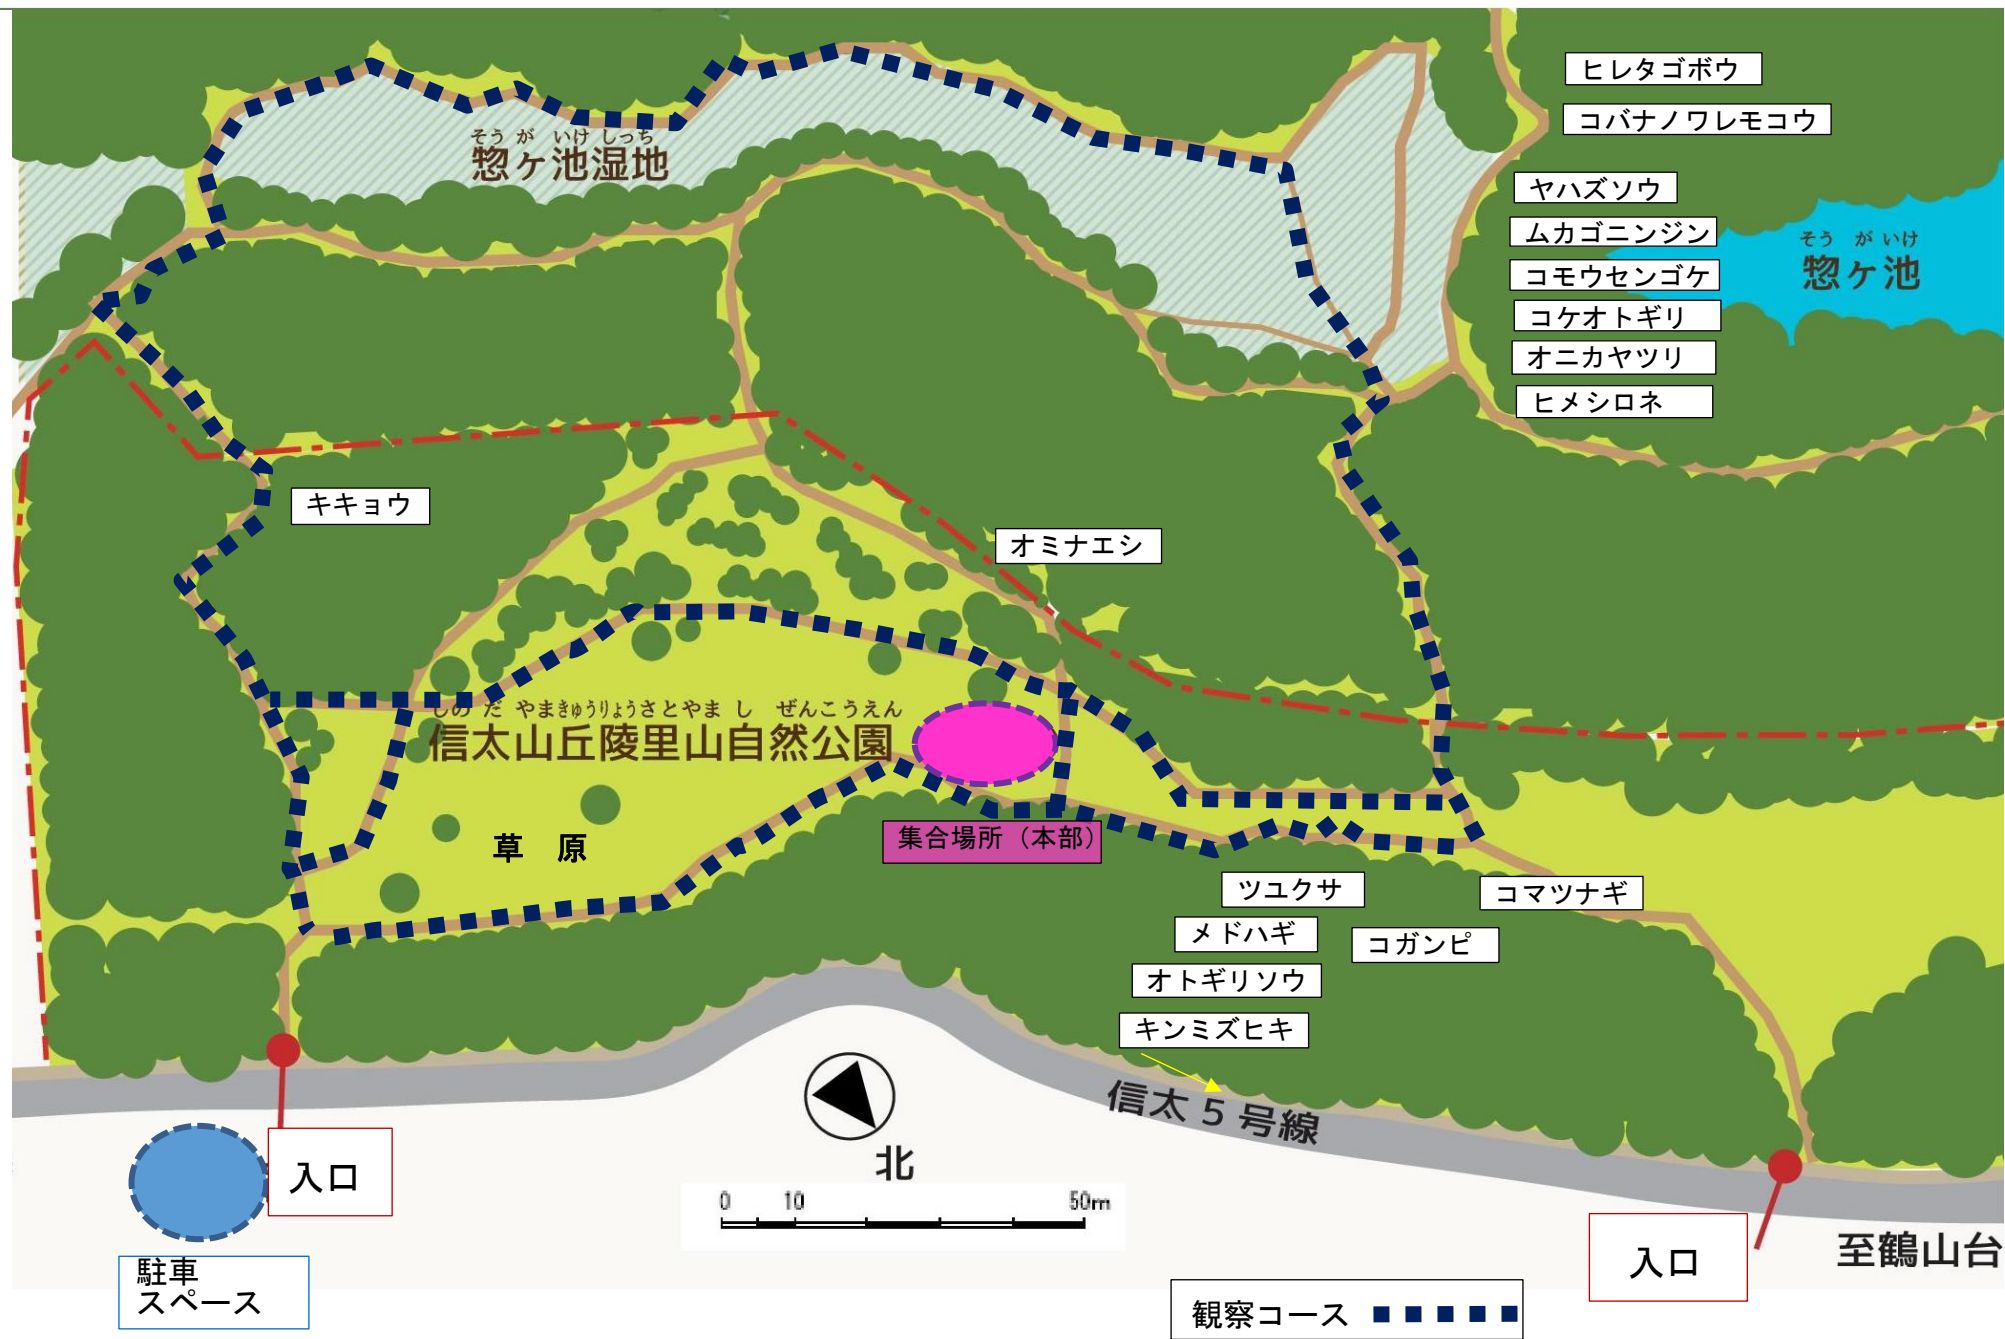 ヒレタゴボウ
コバナノワレモコウ
そう が いけ しっち
惣ヶ池湿地
ヤハズソウ
ムカゴニンジン
そう が いけ
惣ヶ池
コモウセンゴケ
コケオトギリ
オニカヤツリ
ヒメシロネ
キキョウ
オミナエシ
しの だ やまきゅうりょうさとやま し ぜんこうえん
信太山丘陵里山自然公園
草 原
集合場所（本部）
ツユクサ
コマツナギ
メドハギ
コガンピ
オトギリソウ
キンミズヒキ
信太5号線
北
入口
0 10 50m
駐車
スペース
入口
至鶴山台
観察コース